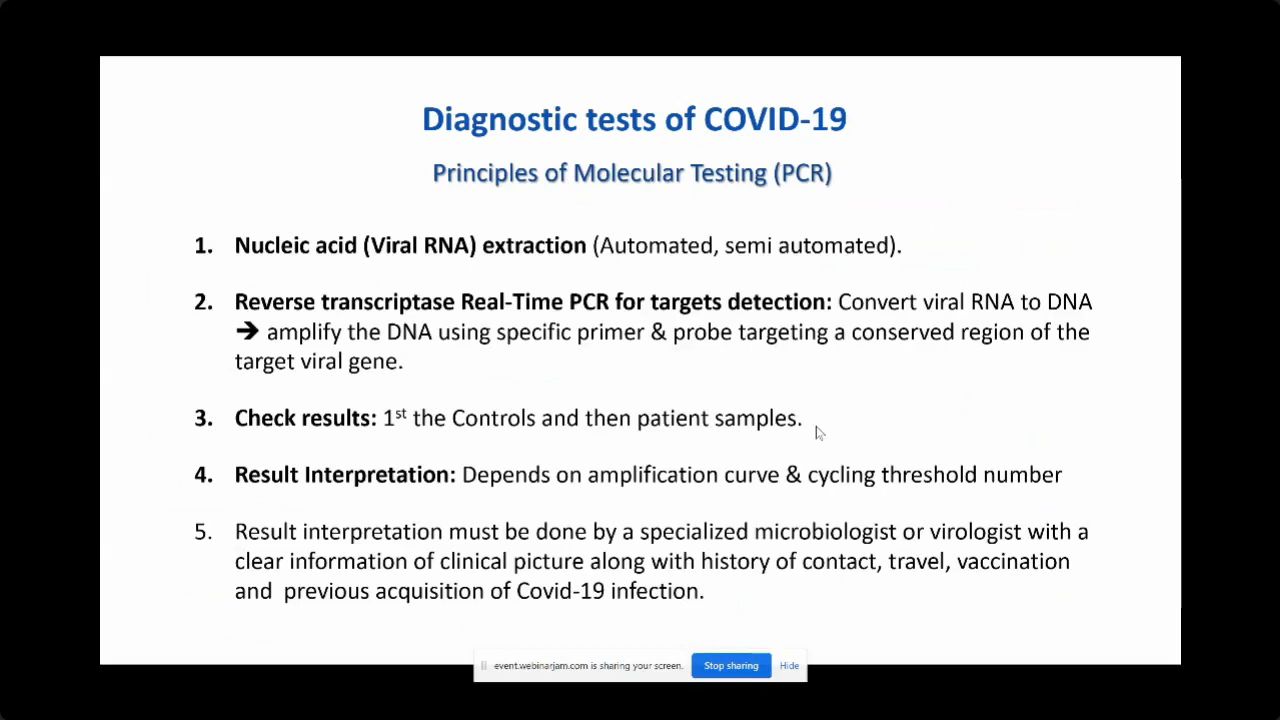 Diagnostic tests of COVID-19
Principles of Molecular Testing (PCR)
1. Nucleic acid (Viral RNA) extraction (Automated, semi automated).
2. Reverse transcriptase Real-Time PCR for targets detection: Convert viral RNA to DNA
➔ amplify the DNA using specific primer & probe targeting a conserved region of the
target viral gene.
3. Check results: 1st the Controls and then patient samples.
4. Result Interpretation: Depends on amplification curve & cycling threshold number
5. Result interpretation must be done by a specialized microbiologist or virologist with a
clear information of clinical picture along with history of contact, travel, vaccination
and previous acquisition of Covid-19 infection.
event.webinarjam.com is sharing your screen. Stop sharing Hide